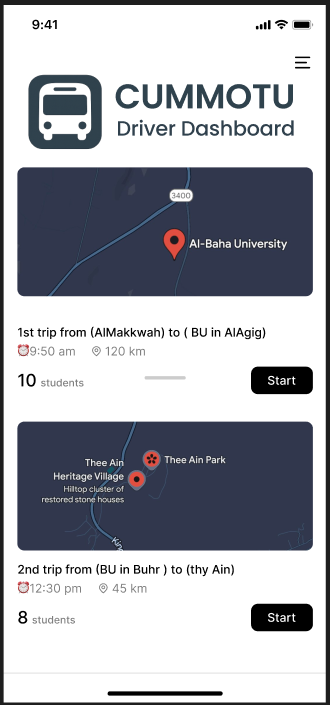 9:41
CUMMOTU
Driver Dashboard
3400
Al-Baha University
1st trip from (AlMakkwah) to ( BU in AlAgig)
9:50 am 120 km
10 students
Start
Thee Ain Park
Thee Ain
Heritage Village
Hilltop cluster of
restored stone houses
King
2nd trip from (BU in Buhr ) to (thy Ain)
12:30 pm 45 km
8 students
Start